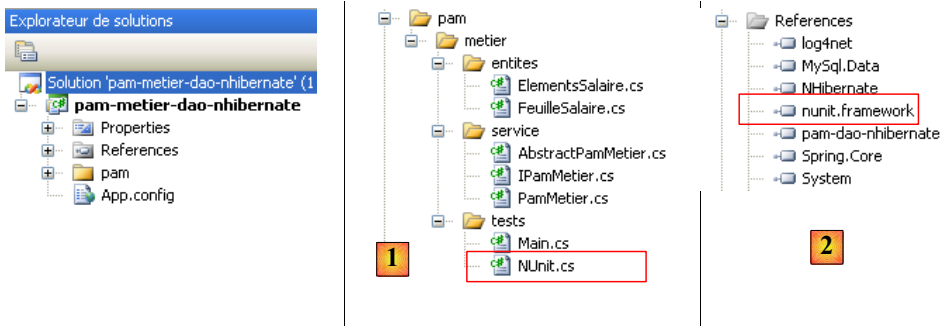 Explorateur de solutions
Solution 'pam-metier-dao-nhibernate' (1
pam-metier-dao-nhibernate
Properties
References
pam
App.config
pam
metier
entites
ElementsSalaire.cs
FeuilleSalaire.cs
service
AbstractPamMetier.cs
IPamMetier.cs
PamMetier.cs
tests
Main.cs
NUnit.cs
1
References
log4net
MySql.Data
NHibernate
nunit.framework
pam-dao-nhibernate
Spring.Core
System
2